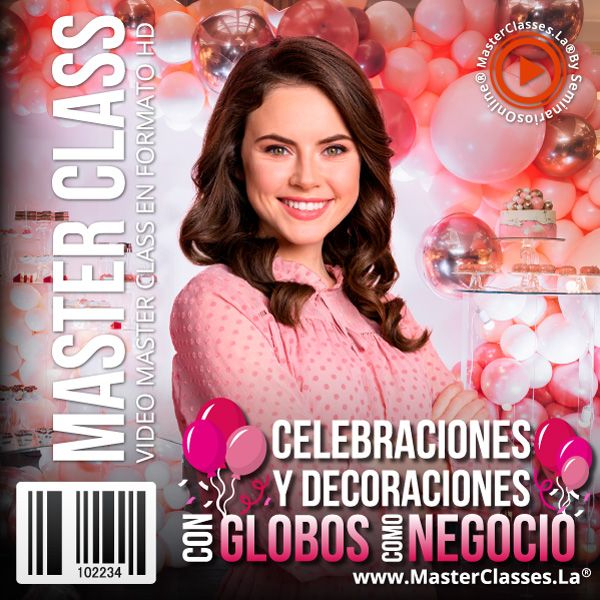 MASTER CLASS
VIDEO MASTER CLASS EN FORMATO HD
MasterClasses.La®By SeminariosOnline®
CELEBRACIONES
Y DECORACIONES
CON GLOBOS COMO NEGOCIO
102234
www.MasterClasses.La®